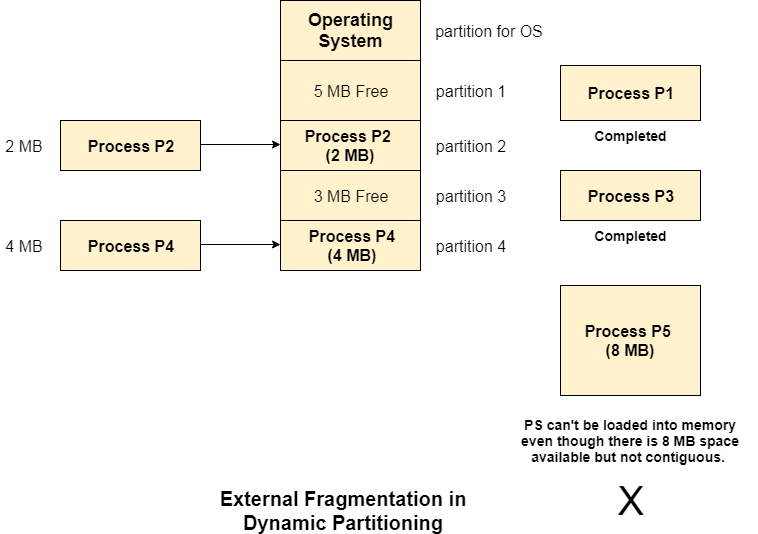 Operating
System
partition for OS
5 MB Free
partition 1
Process P1
Completed
2 MB
Process P2
Process P2
(2 MB)
partition 2
3 MB Free
partition 3
Process P3
Completed
4 MB
Process P4
Process P4
(4 MB)
partition 4
Process P5
(8 MB)
PS can't be loaded into memory
even though there is 8 MB space
available but not contiguous.
X
External Fragmentation in
Dynamic Partitioning